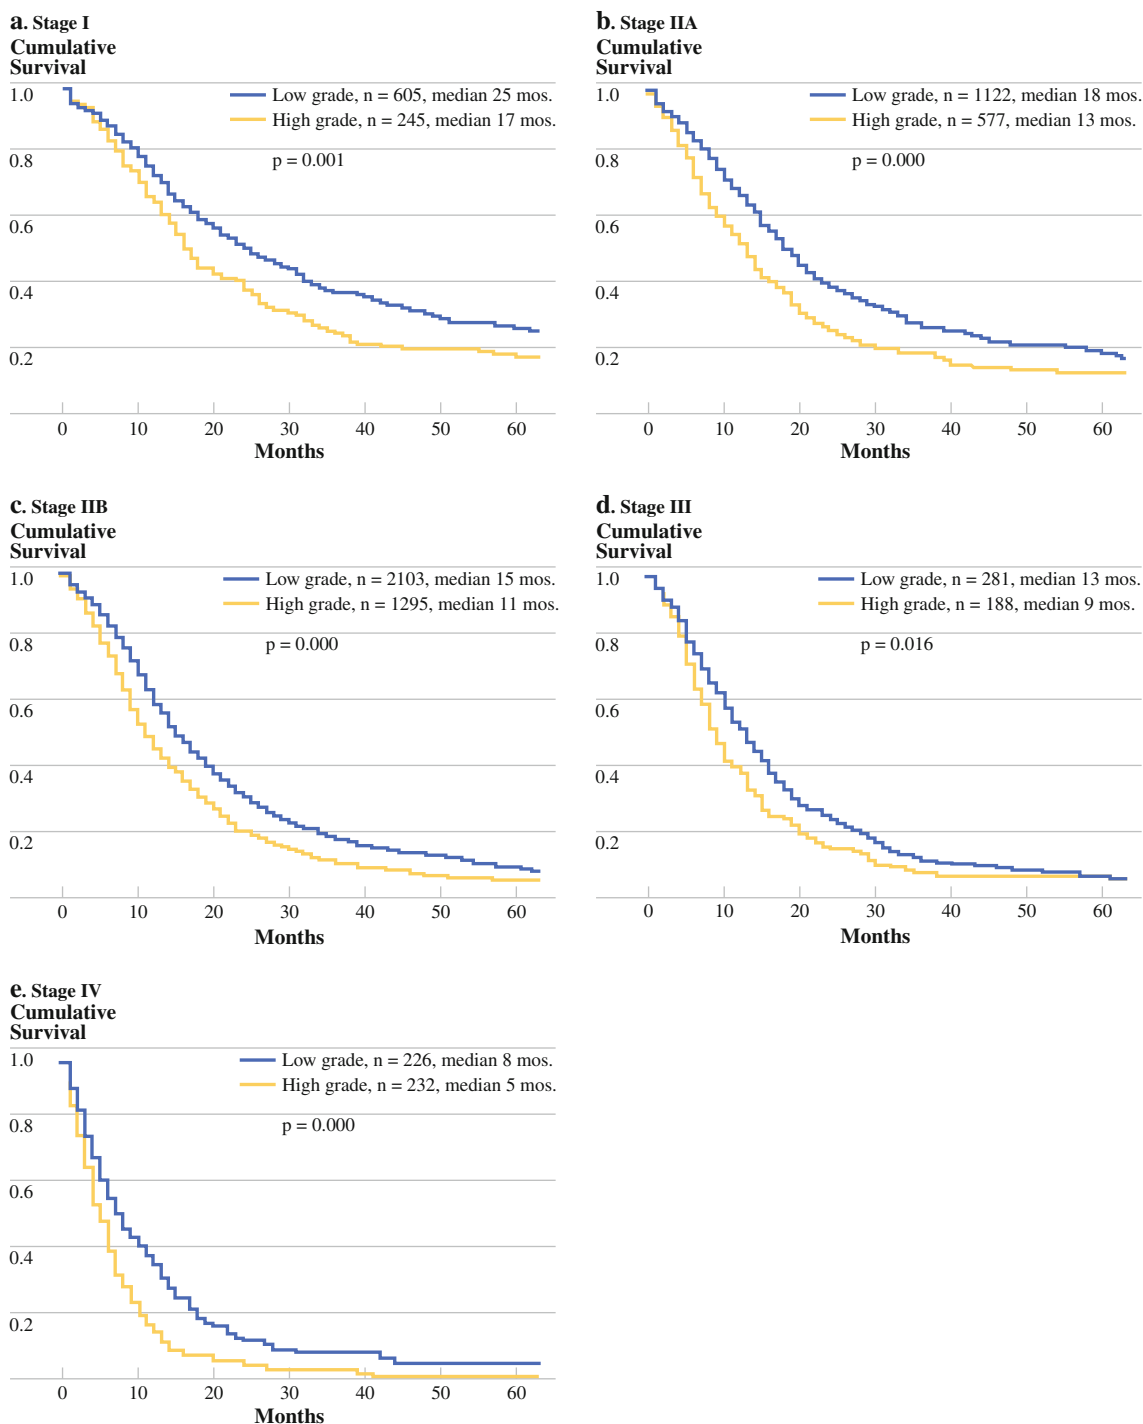 a. Stage I
Cumulative
Survival
1.0
0.8
0.6
0.4
0.2
Low grade, n = 605, median 25 mos.
High grade, n = 245, median 17 mos.
p = 0.001
0 10 20 30 40 50 60
Months
b. Stage IIA
Cumulative
Survival
1.0
0.8
0.6
0.4
0.2
Low grade, n = 1122, median 18 mos.
High grade, n = 577, median 13 mos.
p = 0.000
0 10 20 30 40 50 60
Months
c. Stage IIB
Cumulative
Survival
1.0
0.8
0.6
0.4
0.2
Low grade, n = 2103, median 15 mos.
High grade, n = 1295, median 11 mos.
p = 0.000
0 10 20 30 40 50 60
Months
d. Stage III
Cumulative
Survival
1.0
0.8
0.6
0.4
0.2
Low grade, n = 281, median 13 mos.
High grade, n = 188, median 9 mos.
p = 0.016
0 10 20 30 40 50 60
Months
e. Stage IV
Cumulative
Survival
1.0
0.8
0.6
0.4
0.2
Low grade, n = 226, median 8 mos.
High grade, n = 232, median 5 mos.
p = 0.000
0 10 20 30 40 50 60
Months